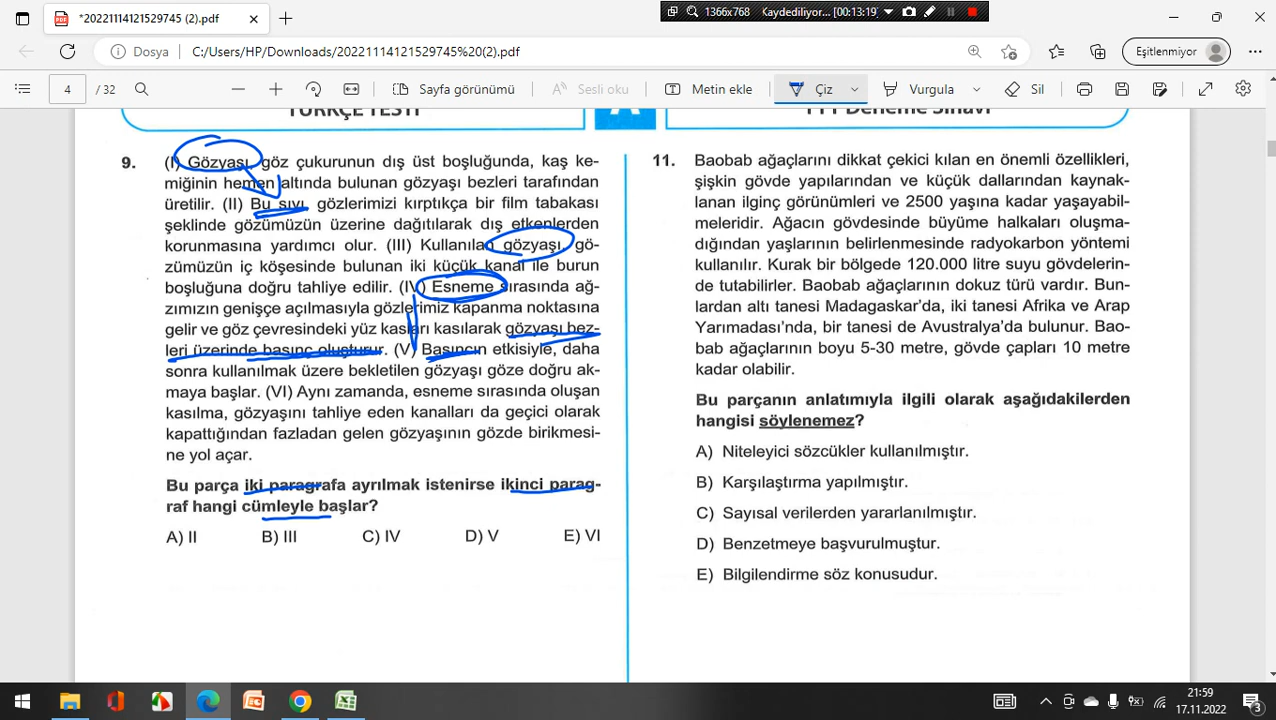 *20221114121529745 (2).pdf
1366x768 Kaydediliyor... [00:13:19]
Dosya C:/Users/HP/Downloads/20221114121529745%20(2).pdf
Eşitlenmiyor
4 / 32 Sayfa görünümü Sesli oku Metin ekle Çiz Vurgula Sil
TÜRKÇE TESTİ
A
TYT Deneme Sınavı
9. (I) Gözyaşı göz çukurunun dış üst boşluğunda, kaş ke-
miğinin hemen altında bulunan gözyaşı bezleri tarafından
üretilir. (II) Bu sıvı gözlerimizi kırptıkça bir film tabakası
şeklinde gözümüzün üzerine dağıtılarak dış etkenlerden
korunmasına yardımcı olur. (III) Kullanılan gözyaşı, gö-
zümüzün iç köşesinde bulunan iki küçük kanal ile burun
boşluğuna doğru tahliye edilir. (IV) Esneme sırasında ağ-
zımızın genişçe açılmasıyla gözlerimiz kapanma noktasına
gelir ve göz çevresindeki yüz kasları kasılarak gözyaşı bez-
leri üzerinde basınç oluşturur. (V) Basıncın etkisiyle, daha
sonra kullanılmak üzere bekletilen gözyaşı göze doğru ak-
maya başlar. (VI) Aynı zamanda, esneme sırasında oluşan
kasılma, gözyaşını tahliye eden kanalları da geçici olarak
kapattığından fazladan gelen gözyaşının gözde birikmesi-
ne yol açar.
Bu parça iki paragrafa ayrılmak istenirse ikinci parag-
raf hangi cümleyle başlar?
A) II B) III C) IV D) V E) VI
11. Baobab ağaçlarını dikkat çekici kılan en önemli özellikleri,
şişkin gövde yapılarından ve küçük dallarından kaynak-
lanan ilginç görünümleri ve 2500 yaşına kadar yaşayabil-
meleridir. Ağacın gövdesinde büyüme halkaları oluşma-
dığından yaşlarının belirlenmesinde radyokarbon yöntemi
kullanılır. Kurak bir bölgede 120.000 litre suyu gövdelerin-
de tutabilirler. Baobab ağaçlarının dokuz türü vardır. Bun-
lardan altı tanesi Madagaskar'da, iki tanesi Afrika ve Arap
Yarımadası'nda, bir tanesi de Avustralya'da bulunur. Bao-
bab ağaçlarının boyu 5-30 metre, gövde çapları 10 metre
kadar olabilir.
Bu parçanın anlatımıyla ilgili olarak aşağıdakilerden
hangisi söylenemez?
A) Niteleyici sözcükler kullanılmıştır.
B) Karşılaştırma yapılmıştır.
C) Sayısal verilerden yararlanılmıştır.
D) Benzetmeye başvurulmuştur.
E) Bilgilendirme söz konusudur.
21:59
17.11.2022
3